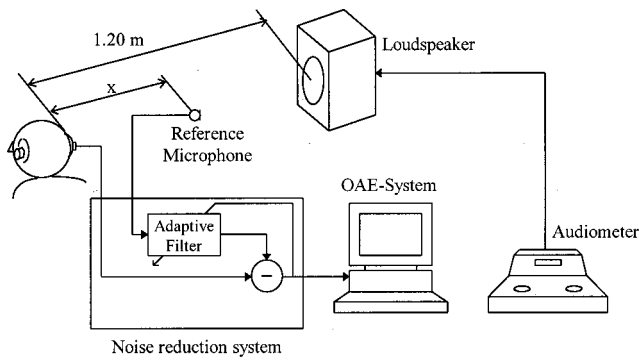 1.20 m
Loudspeaker
x
Reference
Microphone
OAE-System
Adaptive
Filter
Audiometer
Noise reduction system